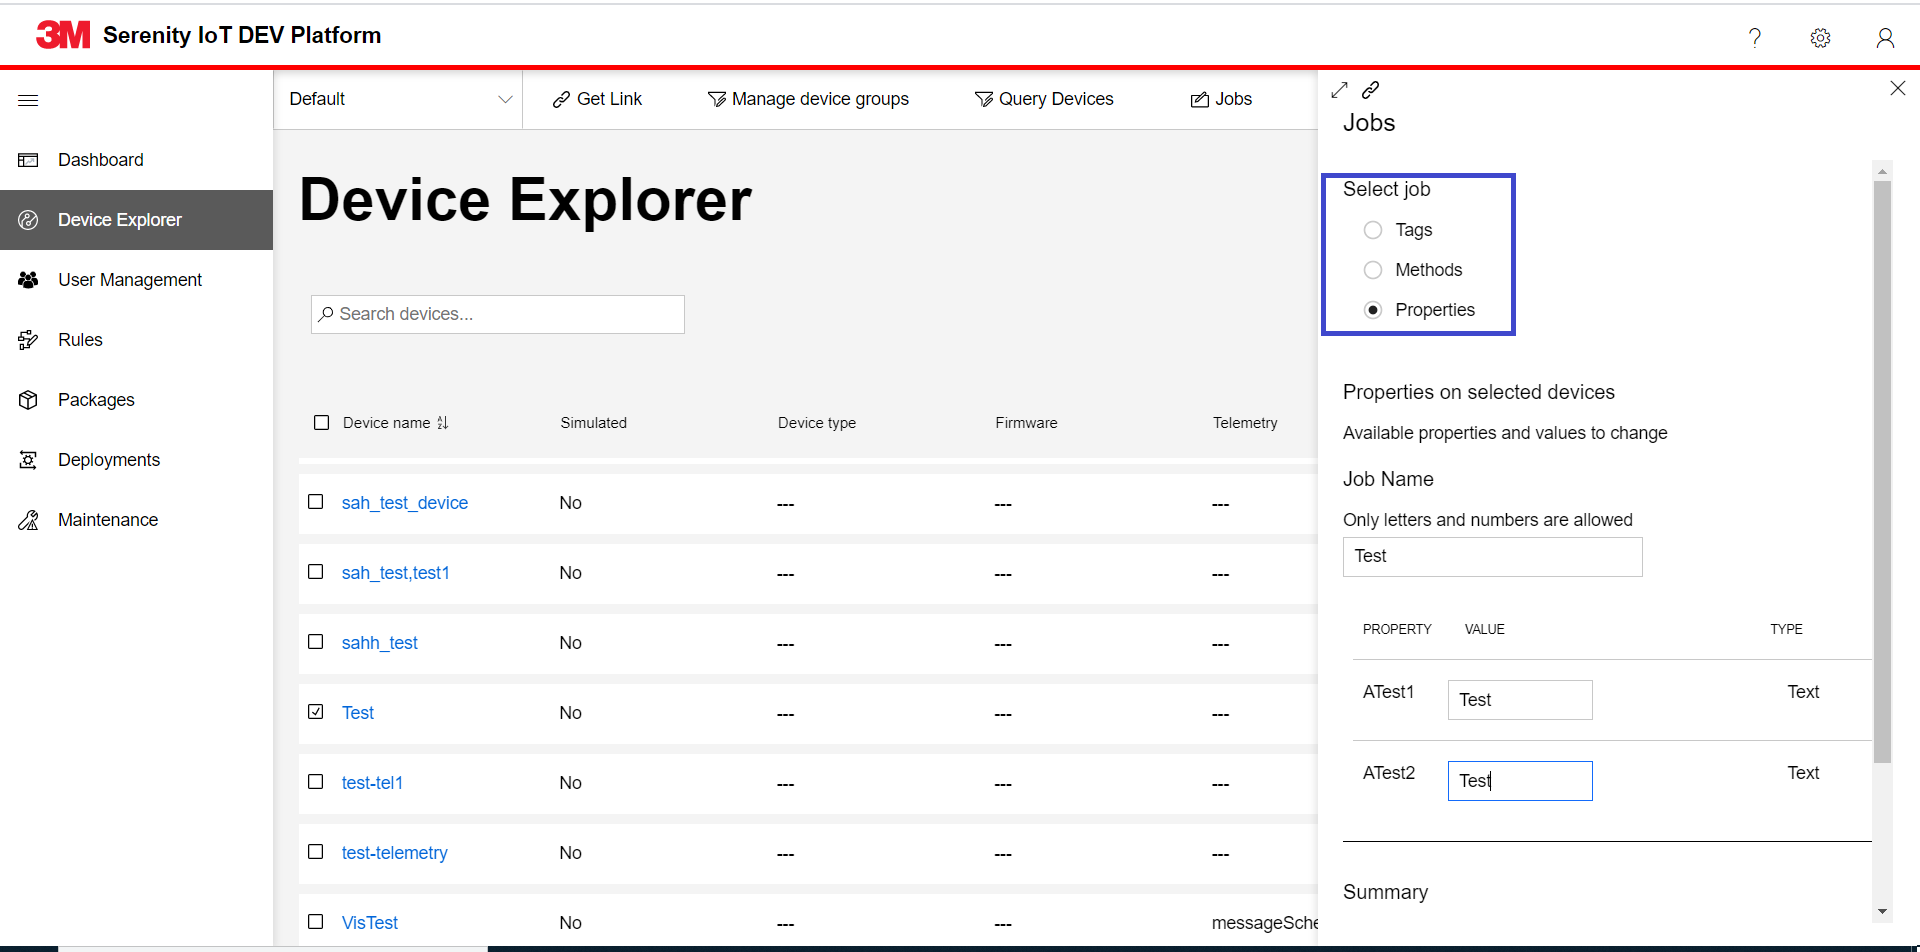 3M Serenity IoT DEV Platform
Default
Get Link
Manage device groups
Query Devices
Jobs
Dashboard
Device Explorer
User Management
Rules
Packages
Deployments
Maintenance
Device Explorer
Search devices...
Device name Simulated Device type Firmware Telemetry
sah_test_device No --- --- ---
sah_test,test1 No --- --- ---
sahh_test No --- --- ---
Test No --- --- ---
test-tel1 No --- --- ---
test-telemetry No --- --- ---
VisTest No --- --- messageSche
Jobs
Select job
Tags
Methods
Properties
Properties on selected devices
Available properties and values to change
Job Name
Only letters and numbers are allowed
Test
PROPERTY VALUE TYPE
ATest1 Test Text
ATest2 Test Text
Summary